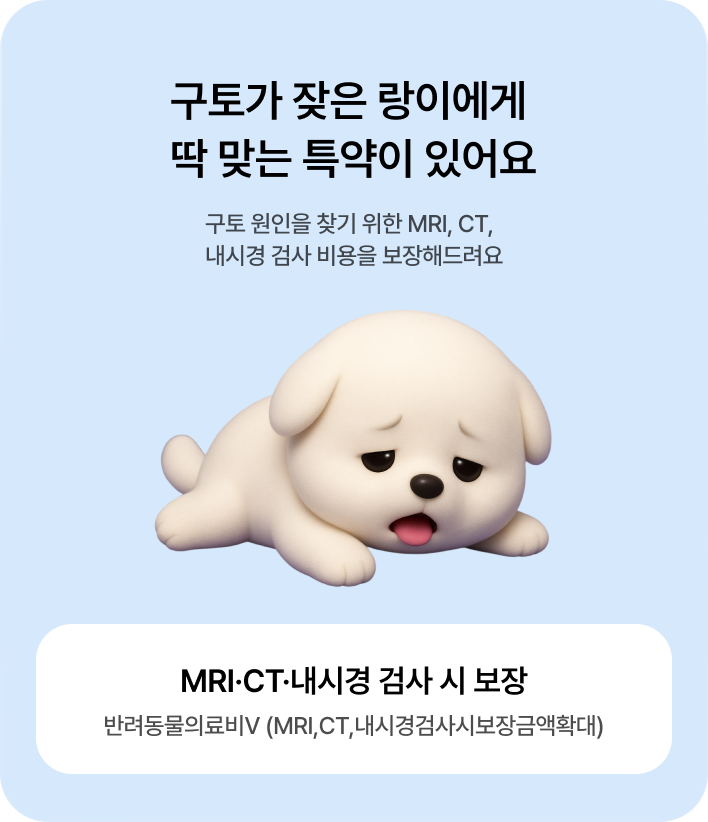 구토가 잦은 랑이에게
딱 맞는 특약이 있어요
구토 원인을 찾기 위한 MRI, CT,
내시경 검사 비용을 보장해드려요
MRI·CT·내시경 검사 시 보장
반려동물의료비V (MRI,CT,내시경검사시보장금액확대)